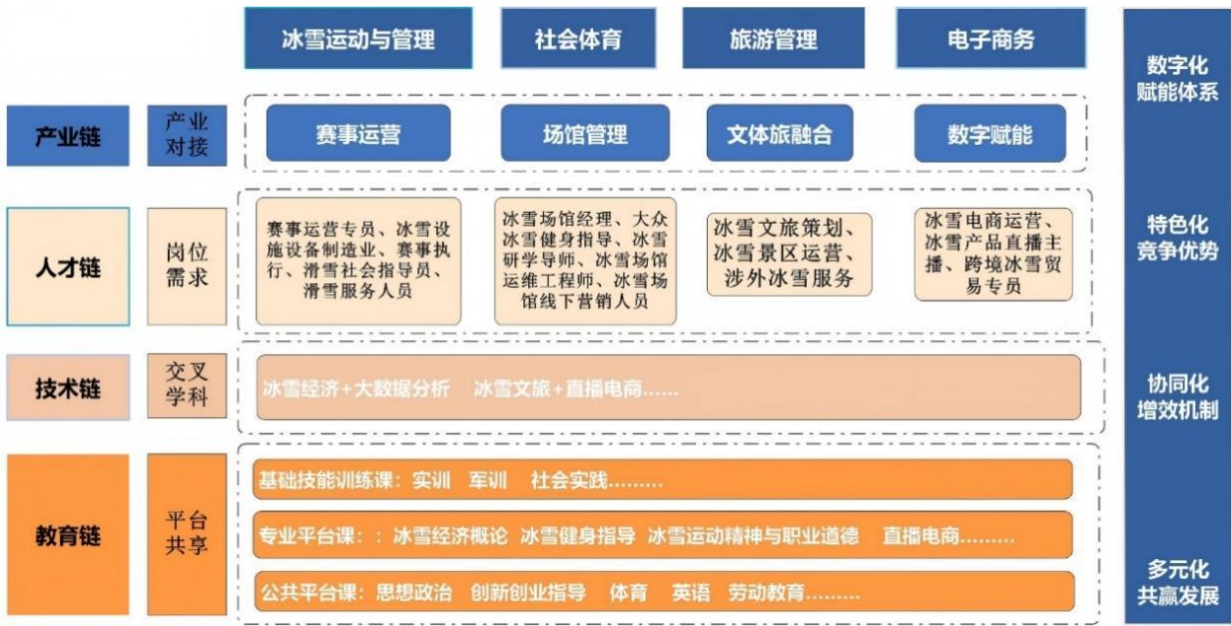 冰雪运动与管理
社会体育
旅游管理
电子商务
产业链
产业
对接
赛事运营
场馆管理
文体旅融合
数字赋能
人才链
岗位
需求
赛事运营专员、冰雪设
施设备制造业、赛事执
行、滑雪社会指导员、
滑雪服务人员
冰雪场馆经理、大众
冰雪健身指导、冰雪
研学导师、冰雪场馆
运维工程师、冰雪场
馆线下营销人员
冰雪文旅策划、
冰雪景区运营、
涉外冰雪服务
冰雪电商运营、
冰雪产品直播主
播、跨境冰雪贸
易专员
技术链
交叉
学科
冰雪经济+大数据分析 冰雪文旅+直播电商......
教育链
平台
共享
基础技能训练课：实训 军训 社会实践.........
专业平台课：：冰雪经济概论 冰雪健身指导 冰雪运动精神与职业道德 直播电商.........
公共平台课：思想政治 创新创业指导 体育 英语 劳动教育.........
数字化
赋能体系
特色化
竞争优势
协同化
增效机制
多元化
共赢发展